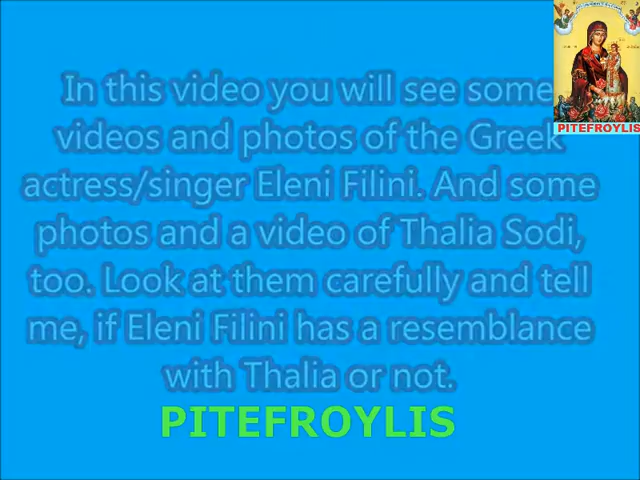 In this video you will see some
videos and photos of the Greek
actress/singer Eleni Filini. And some
photos and a video of Thalia Sodi,
too. Look at them carefully and tell
me, if Eleni Filini has a resemblance
with Thalia or not.
PITEFROYLIS
PITEFROYLIS